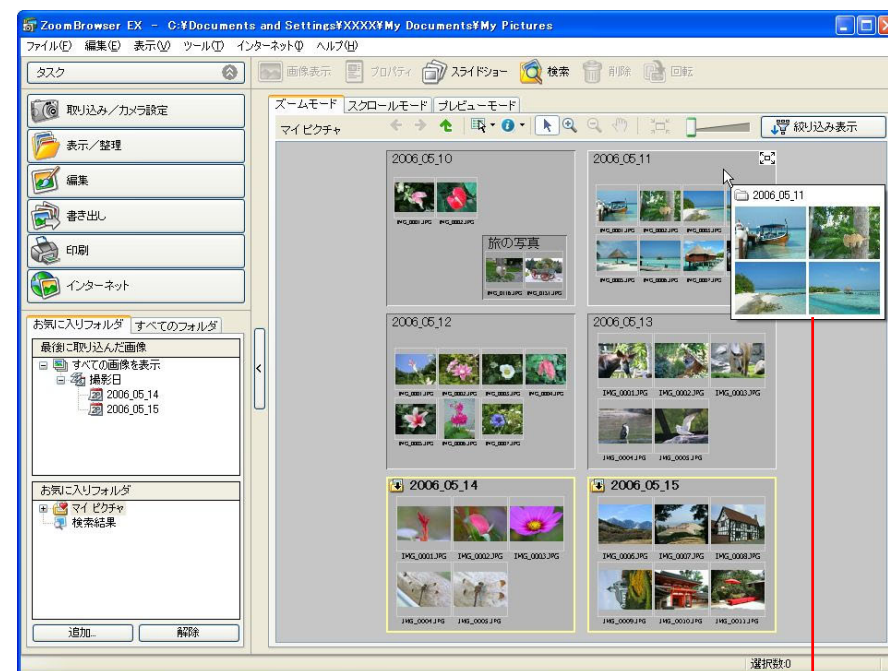 ZoomBrowser EX - C:¥Documents and Settings¥XXXX¥My Documents¥My Pictures
ファイル(F) 編集(E) 表示(V) ツール(T) インターネット(I) ヘルプ(H)
タスク
画像表示 プロパティ スライドショー 検索 削除 回転
取り込み／カメラ設定
表示／整理
編集
書き出し
印刷
インターネット
ズームモード スクロールモード プレビューモード
マイ ピクチャ
絞り込み表示
お気に入りフォルダ すべてのフォルダ
最後に取り込んだ画像
すべての画像を表示
撮影日
2006_05_14
2006_05_15
お気に入りフォルダ
マイ ピクチャ
検索結果
追加...
解除
2006_05_10
IMG_0001.JPG IMG_0002.JPG
旅の写真
IMG_0110.JPG IMG_0131.JPG
2006_05_11
2006_05_11
2006_05_12
2006_05_13
IMG_0001.JPG IMG_0002.JPG IMG_0003.JPG
IMG_0004.JPG IMG_0005.JPG
2006_05_14
IMG_0001.JPG IMG_0002.JPG IMG_0003.JPG
IMG_0004.JPG IMG_0005.JPG
2006_05_15
IMG_0006.JPG IMG_0007.JPG IMG_0008.JPG
IMG_0009.JPG IMG_0010.JPG IMG_0011.JPG
選択数:0